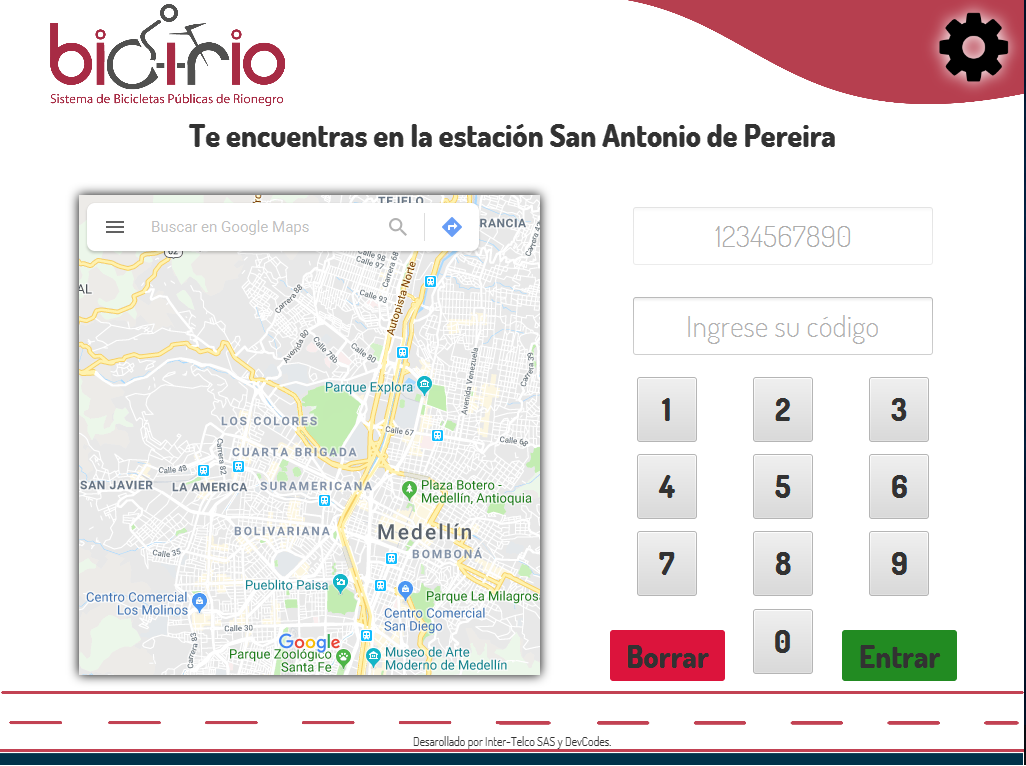 bicirio
Sistema de Bicicletas Públicas de Rionegro
Te encuentras en la estación San Antonio de Pereira
TEJELO
Buscar en Google Maps
RANCIA
62
Calle 98
Calle 97
Carrera 68
Carrera 42
AL
Carrera 88
Calle 93
Autopista Norte
Avenida 80
Calle 78b
Calle 80
Avenida Venezuela
Carrera 39
Parque Explora
LOS COLORES
Calle 67
CUARTA BRIGADA
Carrera 82
Calle 48
SAN JAVIER
LA AMERICA
SURAMERICANA
Plaza Botero -
Medellín, Antioquia
BOLIVARIANA
Medellín
BOMBONÁ
Calle 35
Pueblito Paisa
Centro Comercial
Los Molinos
Parque La Milagros
Centro Comercial
San Diego
Calle 30
Carrera 83
Google
Parque Zoológico
Santa Fe
Museo de Arte
Moderno de Medellín
1234567890
Ingrese su código
1 2 3
4 5 6
7 8 9
Borrar 0 Entrar
Desarollado por Inter-Telco SAS y DevCodes.